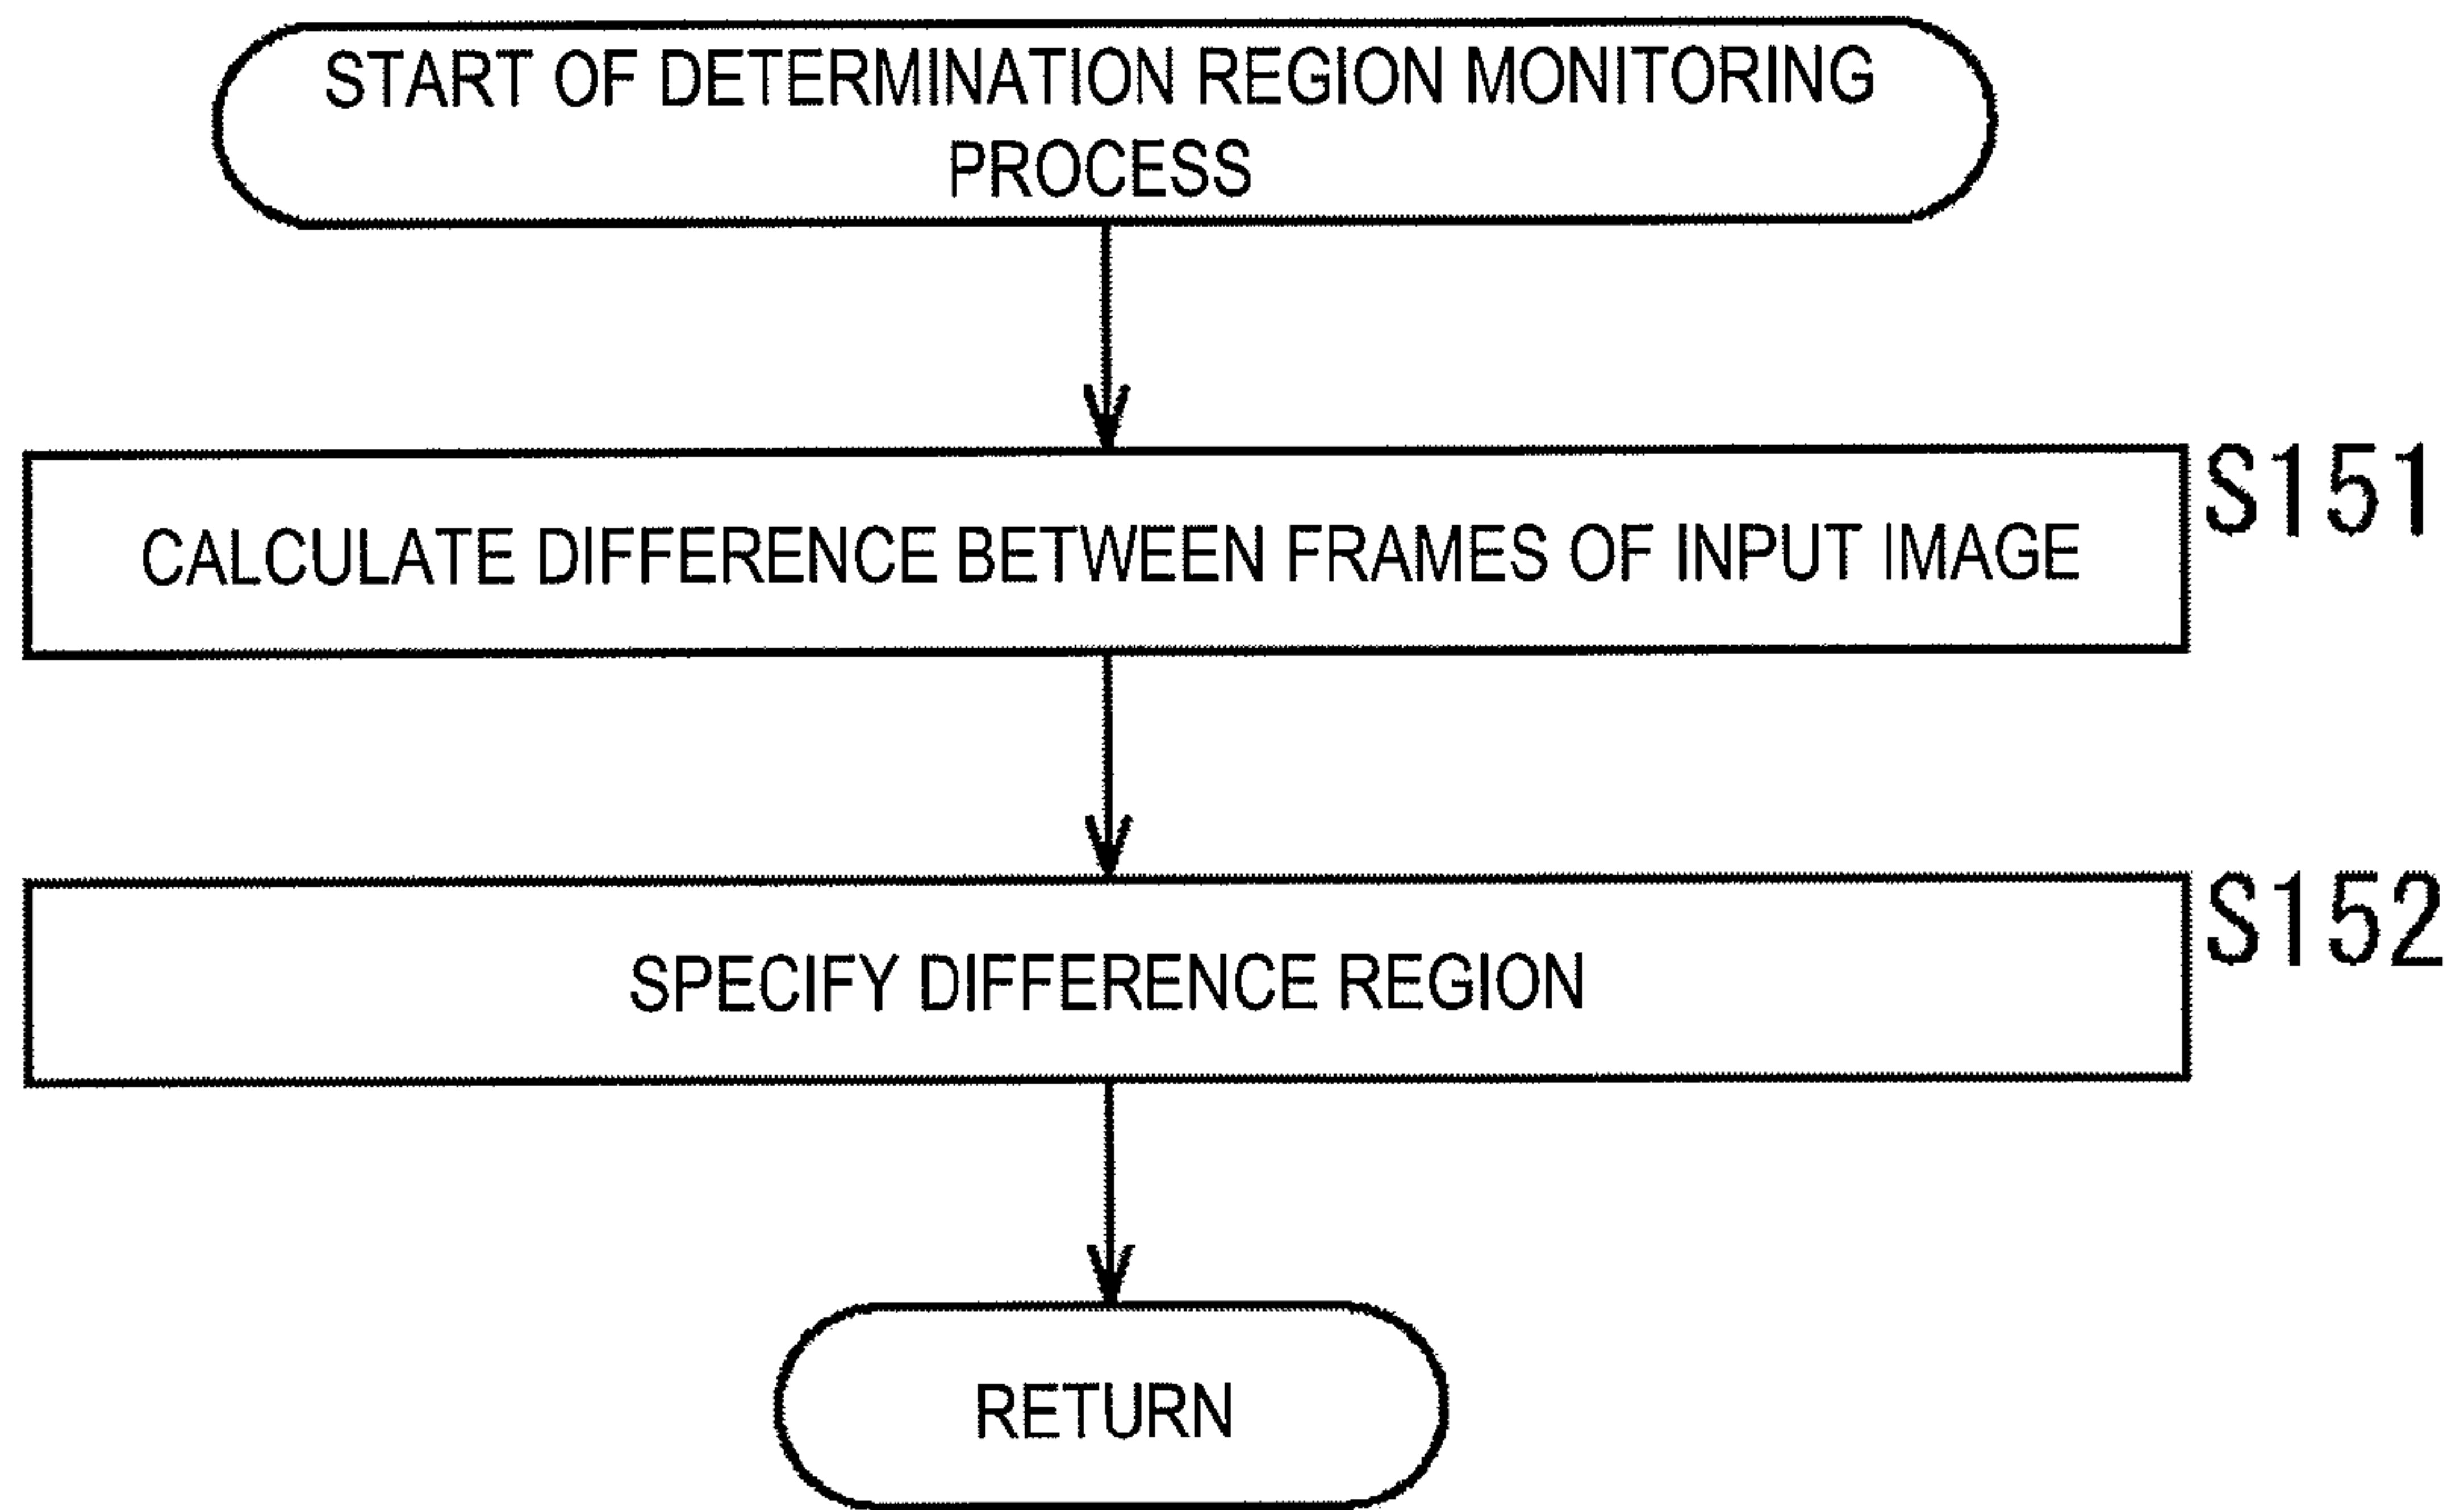 START OF DETERMINATION REGION MONITORING
PROCESS
S151
CALCULATE DIFFERENCE BETWEEN FRAMES OF INPUT IMAGE
S152
SPECIFY DIFFERENCE REGION
RETURN